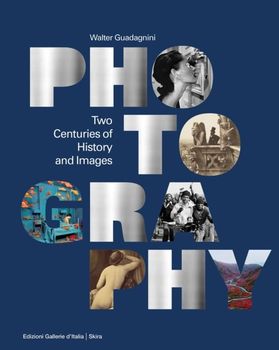 Walter Guadagnini
PHO
Two
Centuries of
History
and Images
TO
GRA
PHY
Edizioni Gallerie d'Italia | Skira